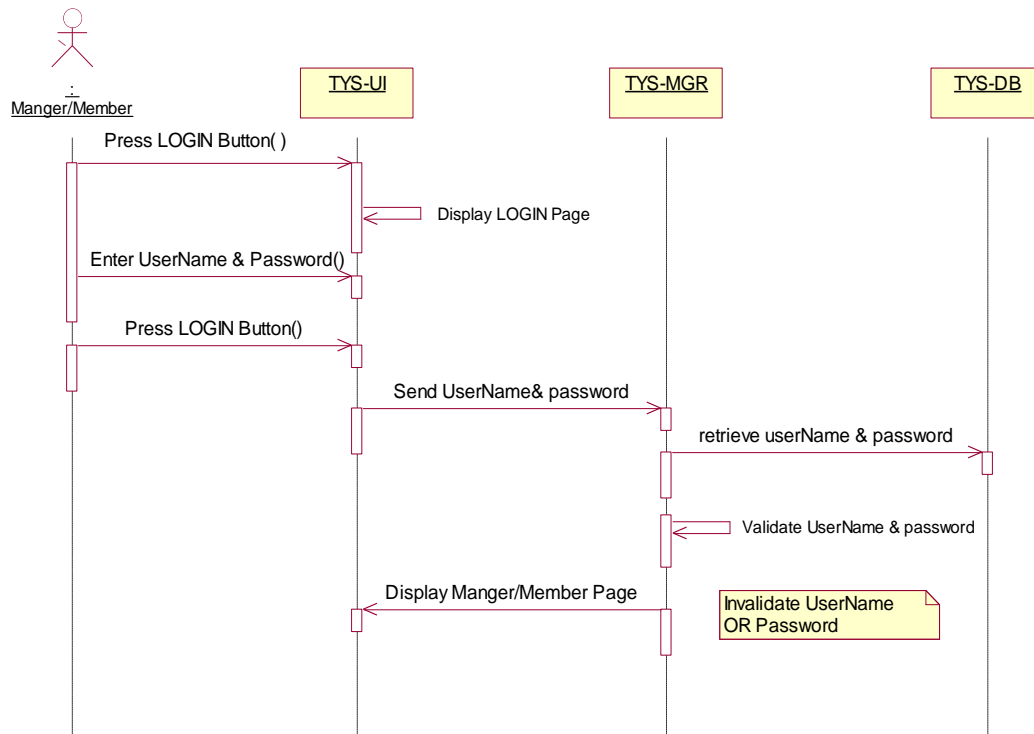 :
Manger/Member
TYS-UI
TYS-MGR
TYS-DB
Press LOGIN Button( )
Display LOGIN Page
Enter UserName & Password()
Press LOGIN Button()
Send UserName& password
retrieve userName & password
Validate UserName & password
Display Manger/Member Page
Invalidate UserName
OR Password